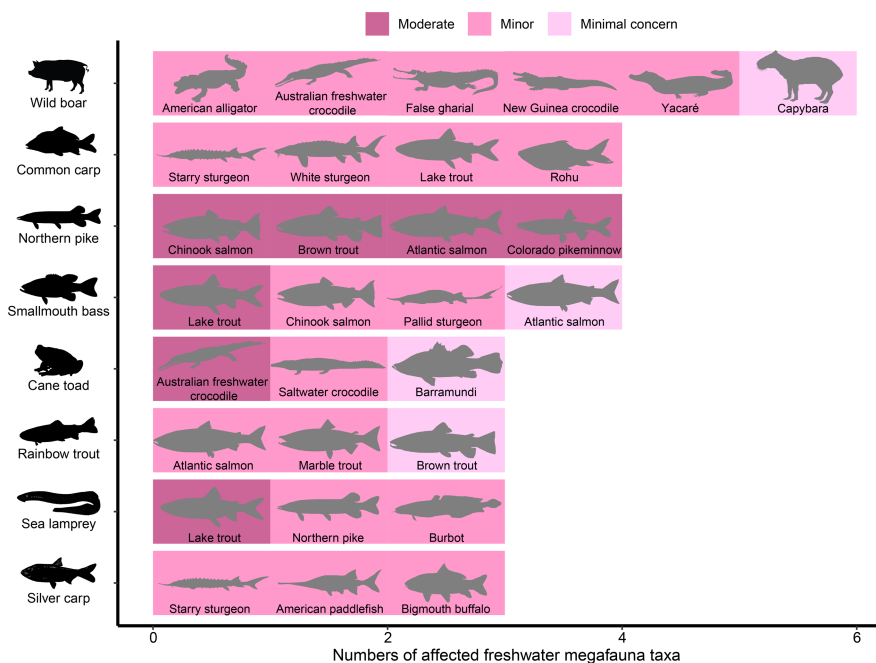 Moderate Minor Minimal concern
Wild boar
American alligator
Australian freshwater
crocodile
False gharial
New Guinea crocodile
Yacaré
Capybara
Common carp
Starry sturgeon
White sturgeon
Lake trout
Rohu
Northern pike
Chinook salmon
Brown trout
Atlantic salmon
Colorado pikeminnow
Smallmouth bass
Lake trout
Chinook salmon
Pallid sturgeon
Atlantic salmon
Cane toad
Australian freshwater
crocodile
Saltwater crocodile
Barramundi
Rainbow trout
Atlantic salmon
Marble trout
Brown trout
Sea lamprey
Lake trout
Northern pike
Burbot
Silver carp
Starry sturgeon
American paddlefish
Bigmouth buffalo
0 2 4 6
Numbers of affected freshwater megafauna taxa